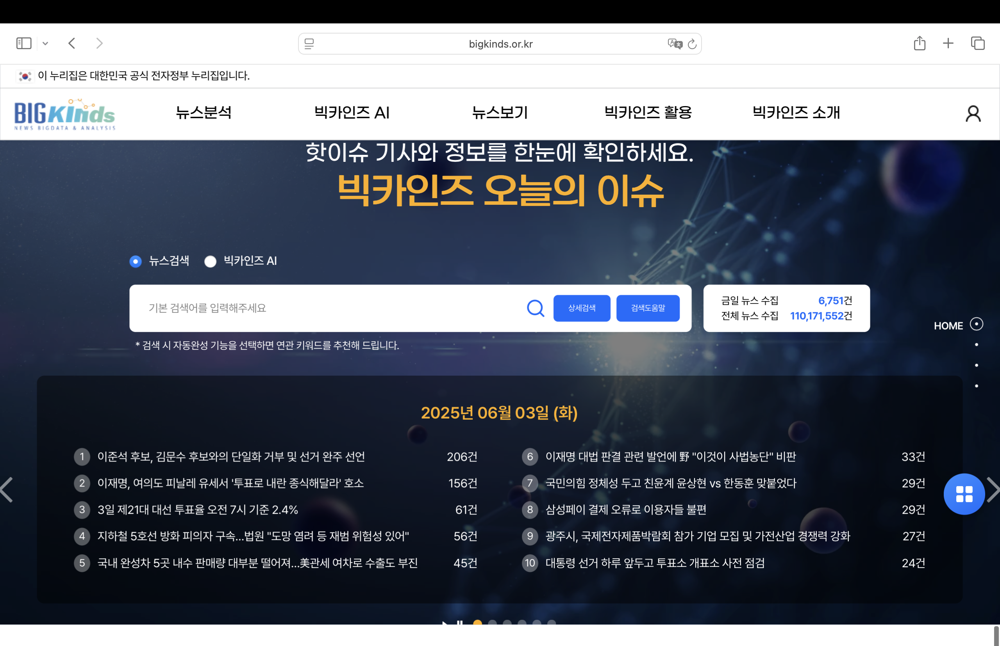 bigkinds.or.kr
이 누리집은 대한민국 공식 전자정부 누리집입니다.
BIGKinds
NEWS BIGDATA & ANALYSIS
뉴스분석
빅카인즈 AI
뉴스보기
빅카인즈 활용
빅카인즈 소개
핫이슈 기사와 정보를 한눈에 확인하세요.
빅카인즈 오늘의 이슈
뉴스검색
빅카인즈 AI
기본 검색어를 입력해주세요
상세검색
검색도움말
금일 뉴스 수집 6,751건
전체 뉴스 수집 110,171,552건
HOME
* 검색 시 자동완성 기능을 선택하면 연관 키워드를 추천해 드립니다.
2025년 06월 03일 (화)
1 이준석 후보, 김문수 후보와의 단일화 거부 및 선거 완주 선언 206건
2 이재명, 여의도 피날레 유세서 '투표로 내란 종식해달라' 호소 156건
3 3일 제21대 대선 투표율 오전 7시 기준 2.4% 61건
4 지하철 5호선 방화 피의자 구속...법원 "도망 염려 등 재범 위험성 있어" 56건
5 국내 완성차 5곳 내수 판매량 대부분 떨어져...美관세 여차로 수출도 부진 45건
6 이재명 대법 판결 관련 발언에 野 "이것이 사법농단" 비판 33건
7 국민의힘 정체성 두고 친윤계 윤상현 vs 한동훈 맞붙었다 29건
8 삼성페이 결제 오류로 이용자들 불편 29건
9 광주시, 국제전자제품박람회 참가 기업 모집 및 가전산업 경쟁력 강화 27건
10 대통령 선거 하루 앞두고 투표소 개표소 사전 점검 24건